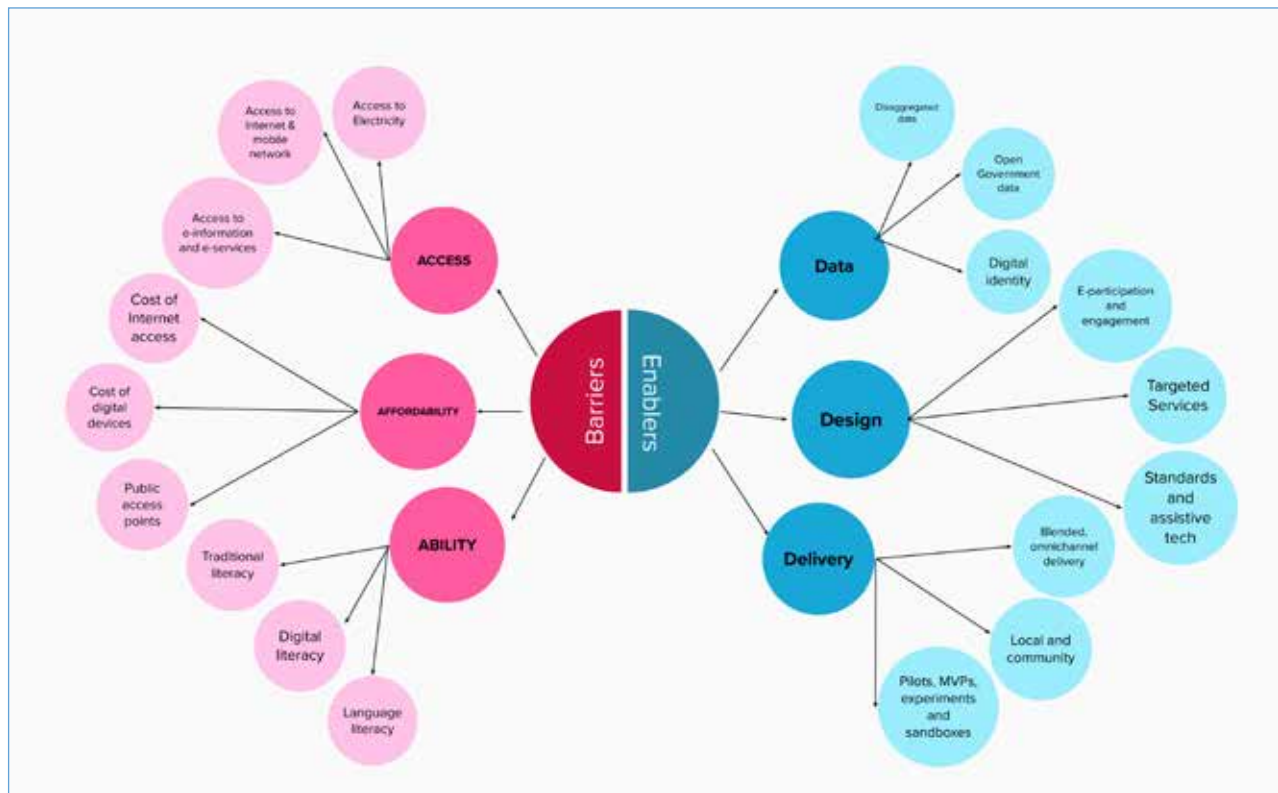 Access to
Internet &
mobile
network
Access to
Electricity
Access to
e-information
and e-services
ACCESS
Cost of
Internet
access
Cost of
digital
devices
AFFORDABILITY
Public
access
points
Traditional
literacy
ABILITY
Digital
literacy
Language
literacy
Barriers
Enablers
Data
Disaggregated
data
Open
Government
data
Digital
identity
Design
E-participation
and
engagement
Targeted
Services
Standards
and
assistive
tech
Delivery
Blended,
omnichannel
delivery
Local and
community
Pilots, MVPs,
experiments
and
sandboxes